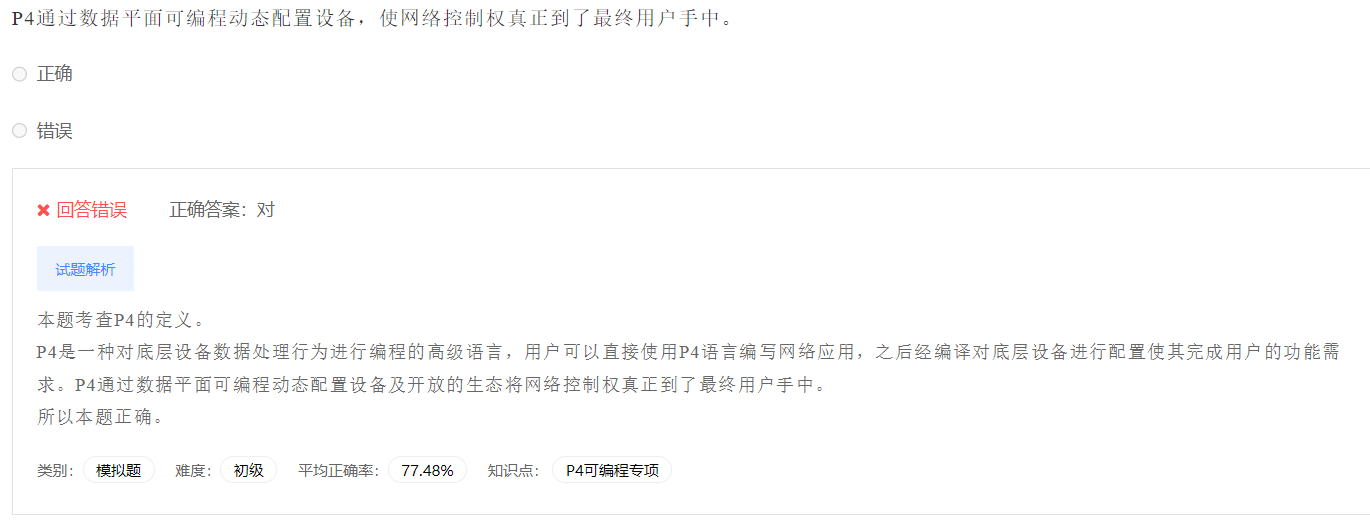 P4通过数据平面可编程动态配置设备，使网络控制权真正到了最终用户手中。
正确
错误
回答错误 正确答案：对
试题解析
本题考查P4的定义。
P4是一种对底层设备数据处理行为进行编程的高级语言，用户可以直接使用P4语言编写网络应用，之后经编译对底层设备进行配置使其完成用户的功能需
求。P4通过数据平面可编程动态配置设备及开放的生态将网络控制权真正到了最终用户手中。
所以本题正确。
类别： 模拟题 难度： 初级 平均正确率： 77.48% 知识点： P4可编程专项